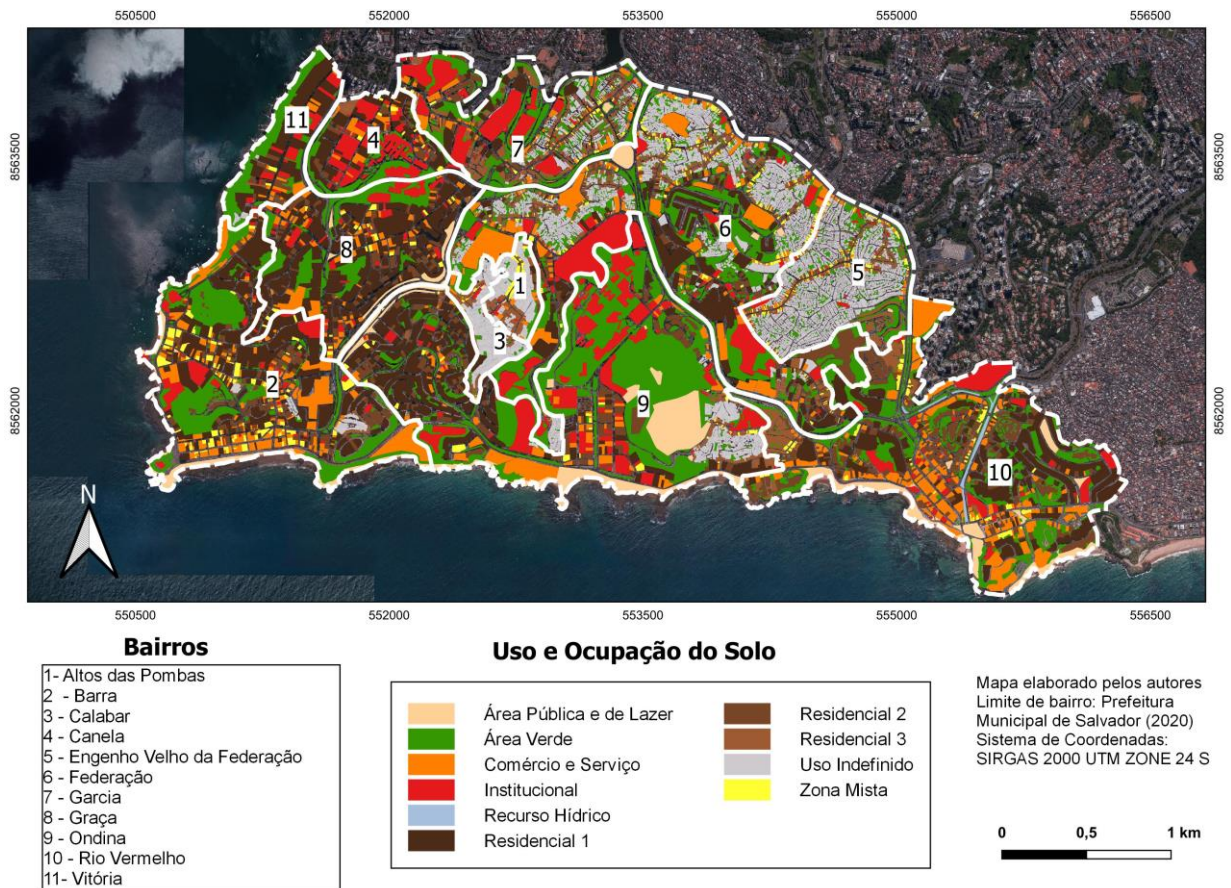 550500 552000 553500 555000 556500
8563500 8563500
8562000 8562000
11
4
7
8
6
5
1
3
2
9
10
N
550500 552000 553500 555000 556500
Bairros
1- Altos das Pombas
2 - Barra
3 - Calabar
4 - Canela
5 - Engenho Velho da Federação
6 - Federação
7 - Garcia
8 - Graça
9 - Ondina
10 - Rio Vermelho
11- Vitória
Uso e Ocupação do Solo
Área Pública e de Lazer
Área Verde
Comércio e Serviço
Institucional
Recurso Hídrico
Residencial 1
Residencial 2
Residencial 3
Uso Indefinido
Zona Mista
Mapa elaborado pelos autores
Limite de bairro: Prefeitura
Municipal de Salvador (2020)
Sistema de Coordenadas:
SIRGAS 2000 UTM ZONE 24 S
0 0,5 1 km